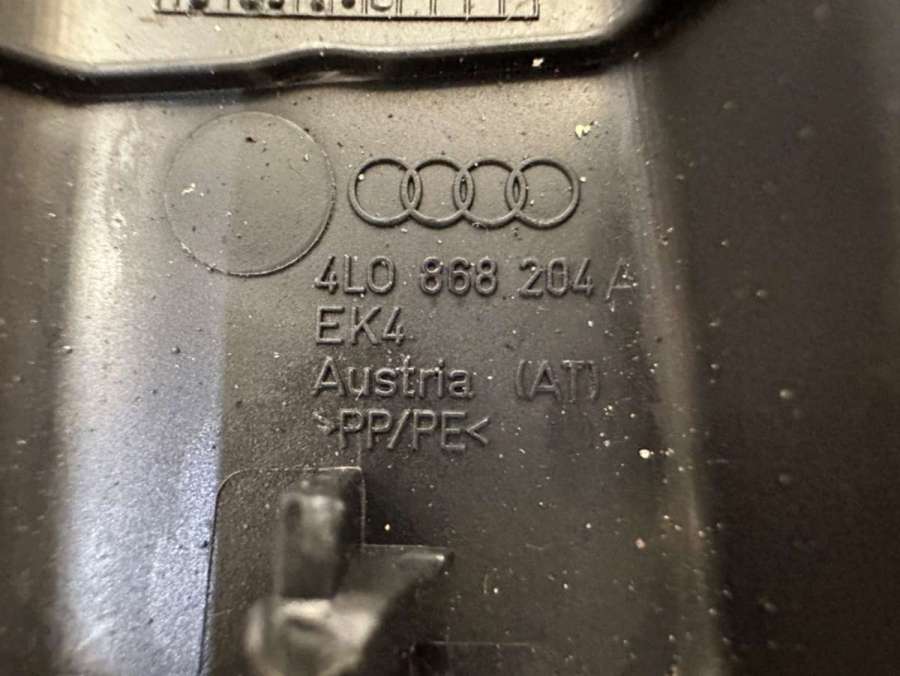 4L0 868 204 A
EK4
Austria (AT)
>PP/PE<